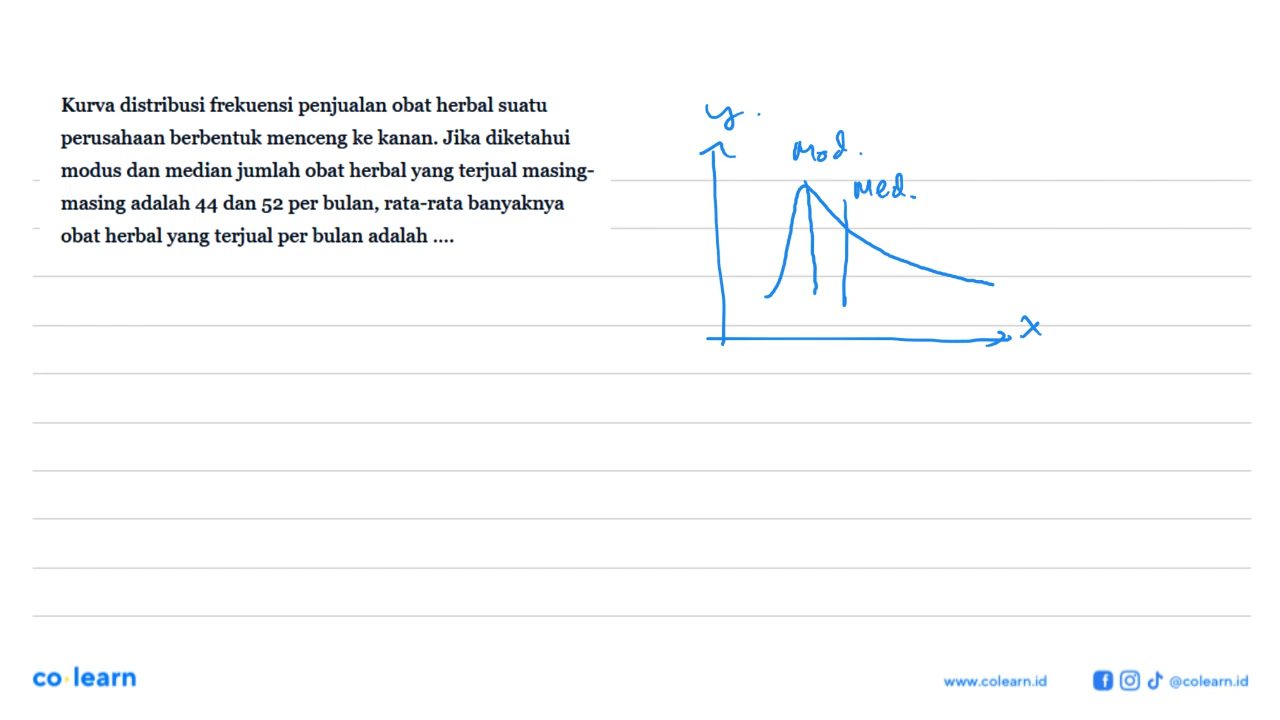 Kurva distribusi frekuensi penjualan obat herbal suatu
perusahaan berbentuk menceng ke kanan. Jika diketahui
modus dan median jumlah obat herbal yang terjual masing-
masing adalah 44 dan 52 per bulan, rata-rata banyaknya
obat herbal yang terjual per bulan adalah ....
y.
Mod.
Med.
X
co learn
www.colearn.id
@colearn.id